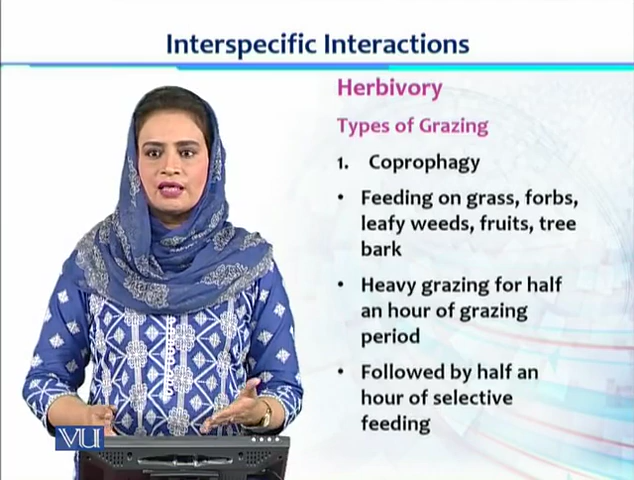 Interspecific Interactions
Herbivory
Types of Grazing
1. Coprophagy
• Feeding on grass, forbs,
leafy weeds, fruits, tree
bark
• Heavy grazing for half
an hour of grazing
period
• Followed by half an
hour of selective
feeding
VU